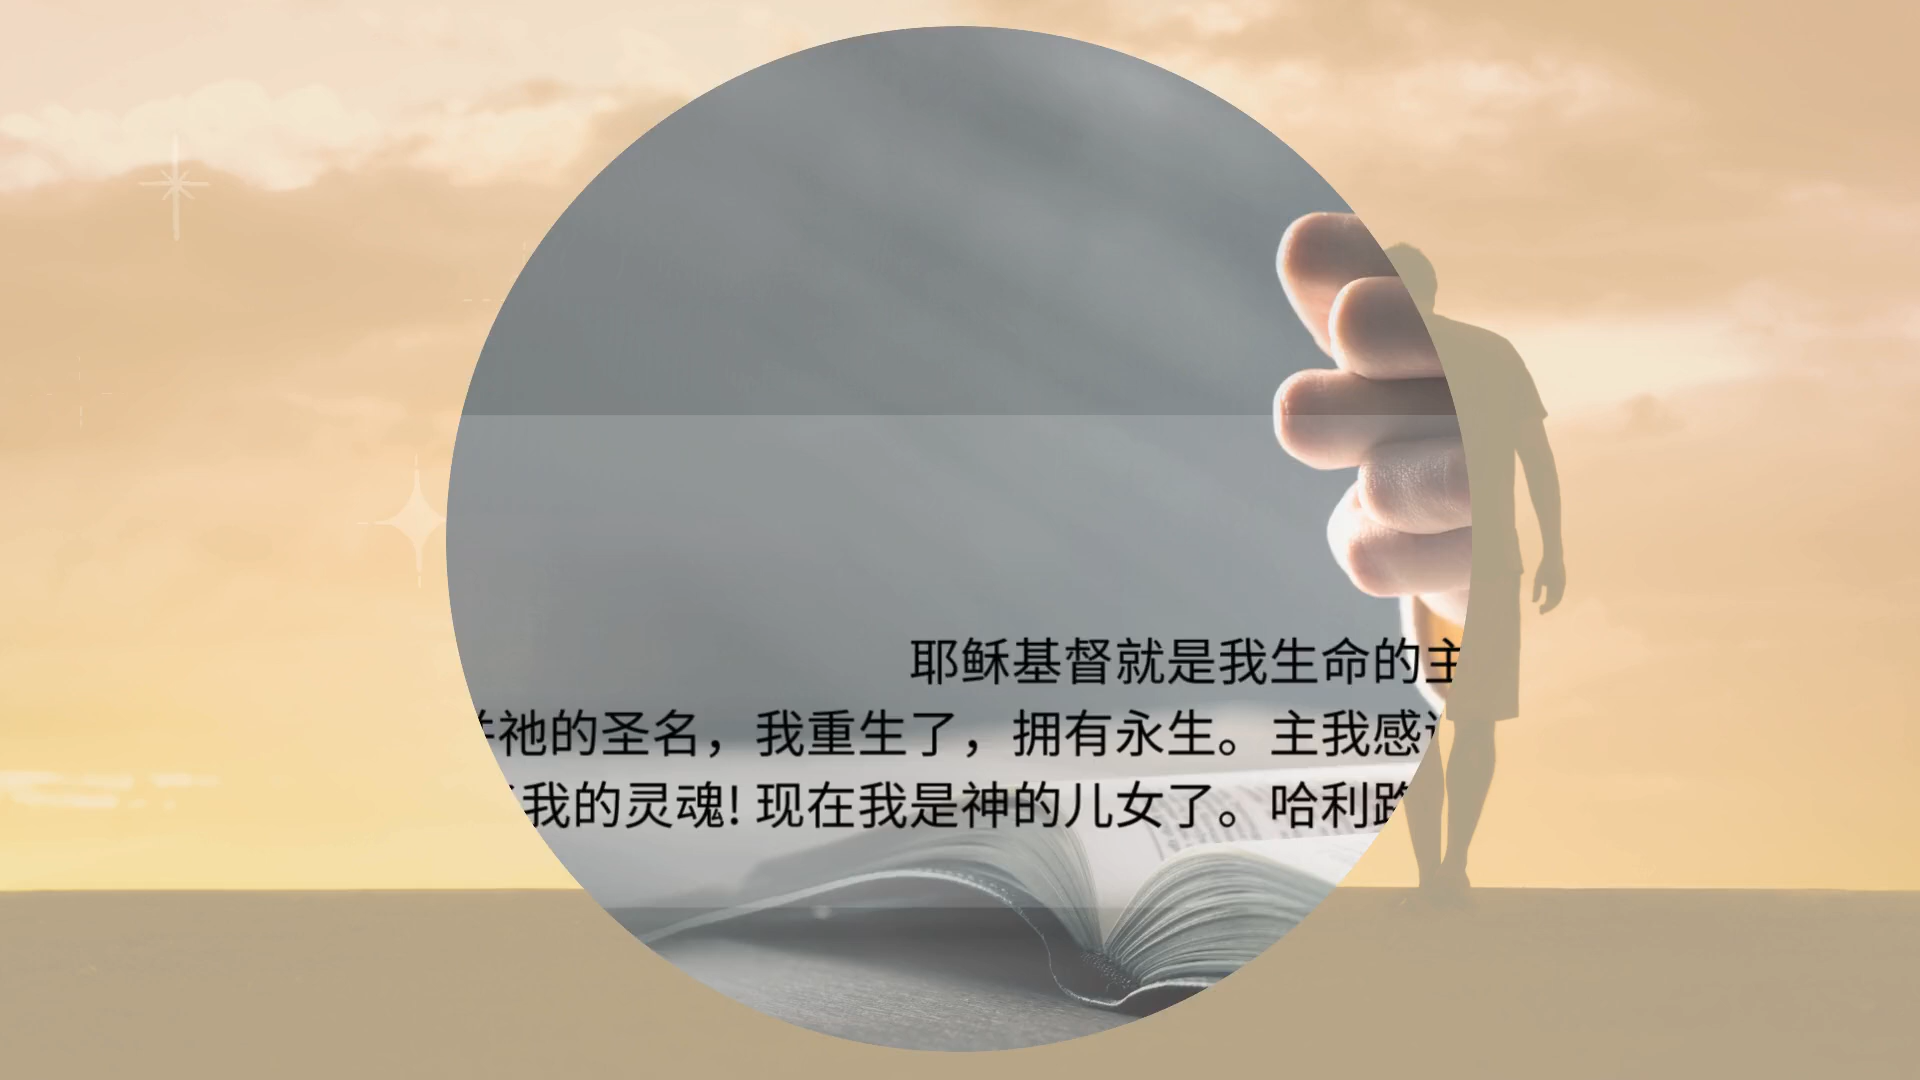 耶稣基督就是我生命的主
祂的圣名，我重生了，拥有永生。主我感
我的灵魂! 现在我是神的儿女了。哈利路